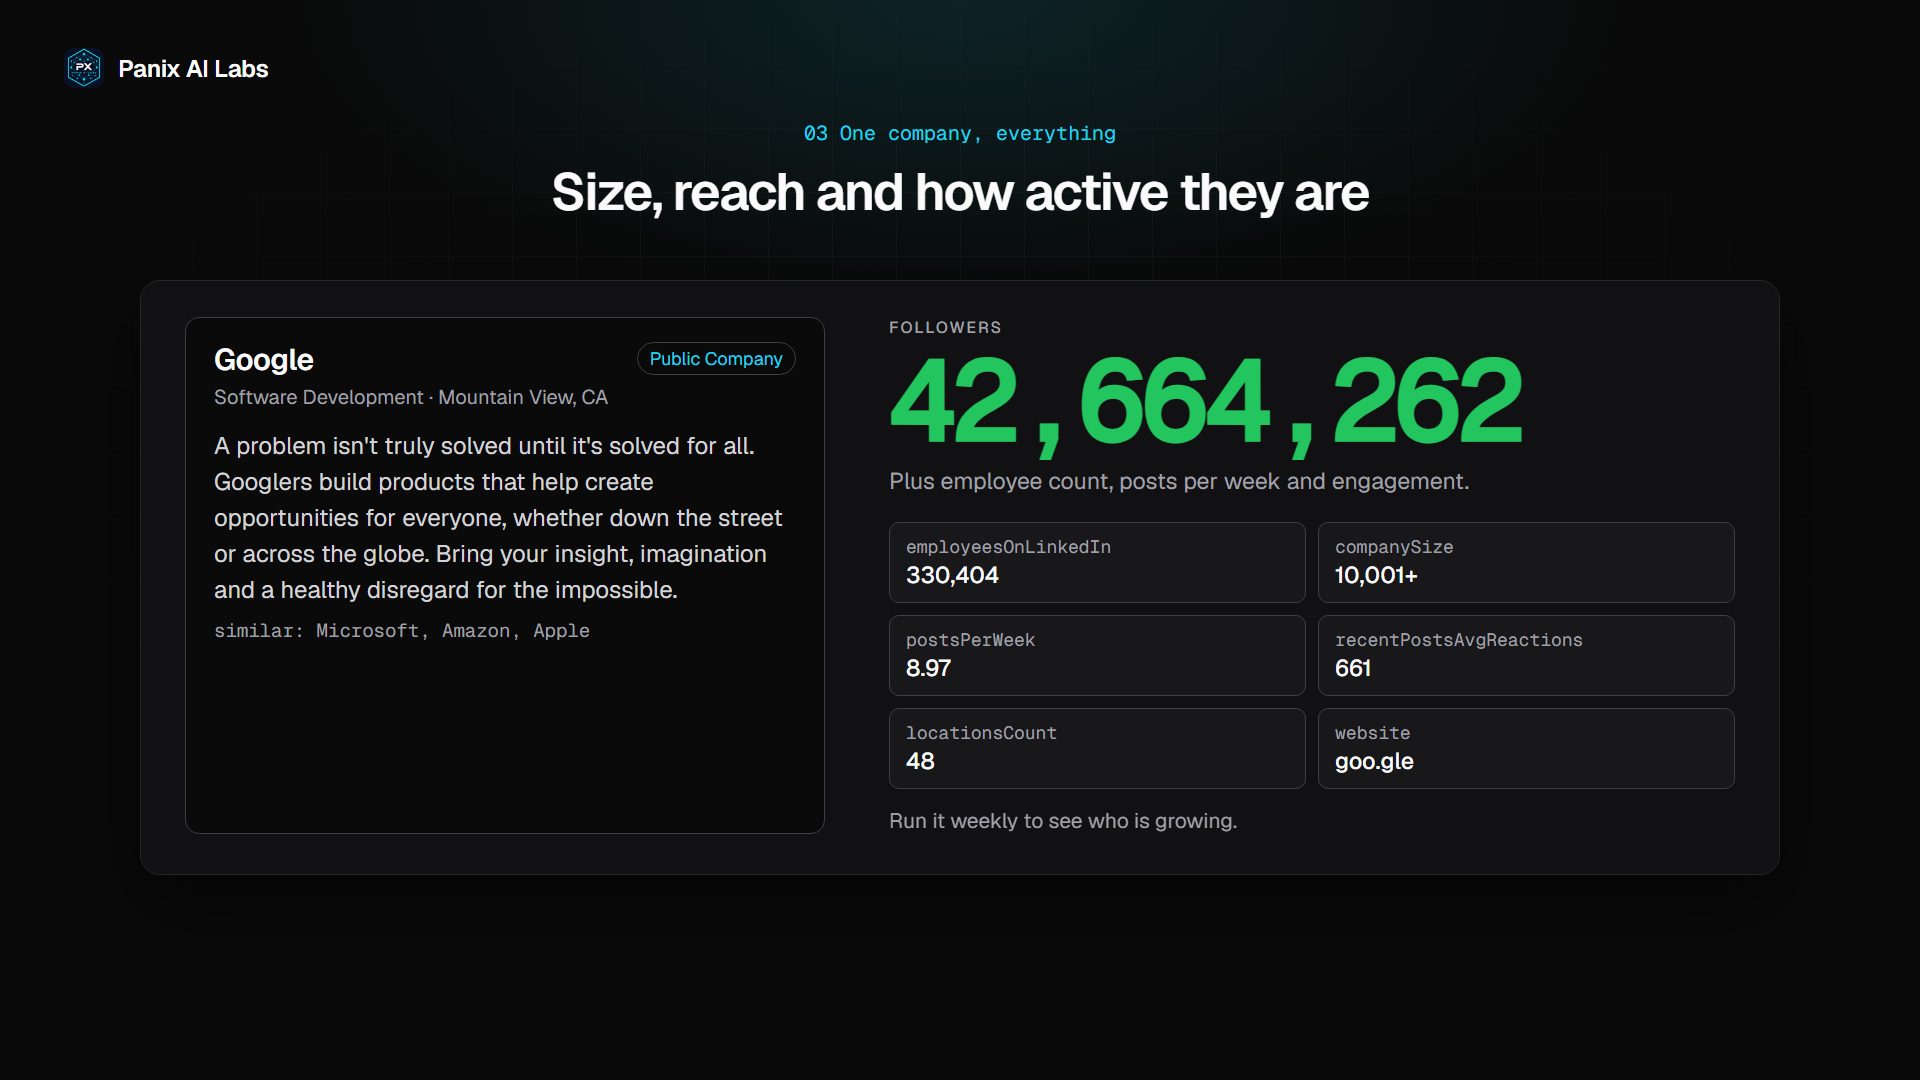 PX
Panix AI Labs
03 One company, everything
Size, reach and how active they are
Google
Public Company
Software Development · Mountain View, CA
A problem isn't truly solved until it's solved for all.
Googlers build products that help create
opportunities for everyone, whether down the street
or across the globe. Bring your insight, imagination
and a healthy disregard for the impossible.
similar: Microsoft, Amazon, Apple
FOLLOWERS
42,664,262
Plus employee count, posts per week and engagement.
employeesOnLinkedIn
330,404
companySize
10,001+
postsPerWeek
8.97
recentPostsAvgReactions
661
locationsCount
48
website
goo.gle
Run it weekly to see who is growing.